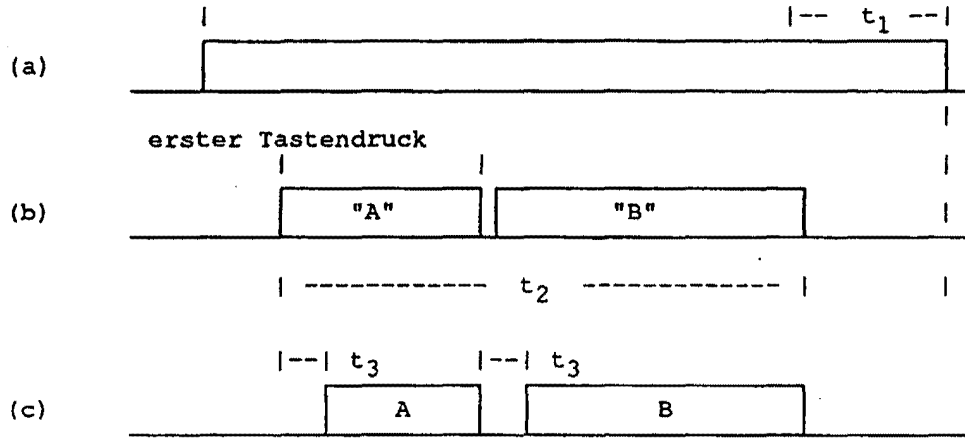 |-- t1 --|
(a)
erster Tastendruck
(b) "A" "B"
| ------------ t2 ------------ |
|--| t3 |--| t3
(c) A B